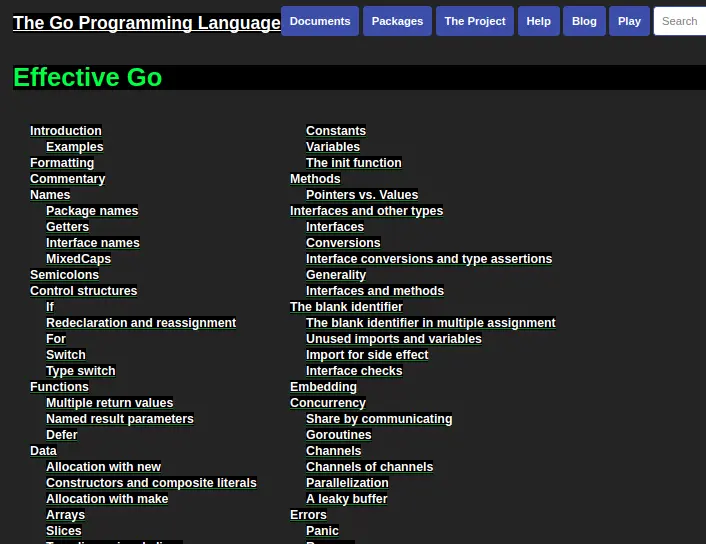 The Go Programming Language
Documents
Packages
The Project
Help
Blog
Play
Search
Effective Go
Introduction
Examples
Formatting
Commentary
Names
Package names
Getters
Interface names
MixedCaps
Semicolons
Control structures
If
Redeclaration and reassignment
For
Switch
Type switch
Functions
Multiple return values
Named result parameters
Defer
Data
Allocation with new
Constructors and composite literals
Allocation with make
Arrays
Slices
Constants
Variables
The init function
Methods
Pointers vs. Values
Interfaces and other types
Interfaces
Conversions
Interface conversions and type assertions
Generality
Interfaces and methods
The blank identifier
The blank identifier in multiple assignment
Unused imports and variables
Import for side effect
Interface checks
Embedding
Concurrency
Share by communicating
Goroutines
Channels
Channels of channels
Parallelization
A leaky buffer
Errors
Panic